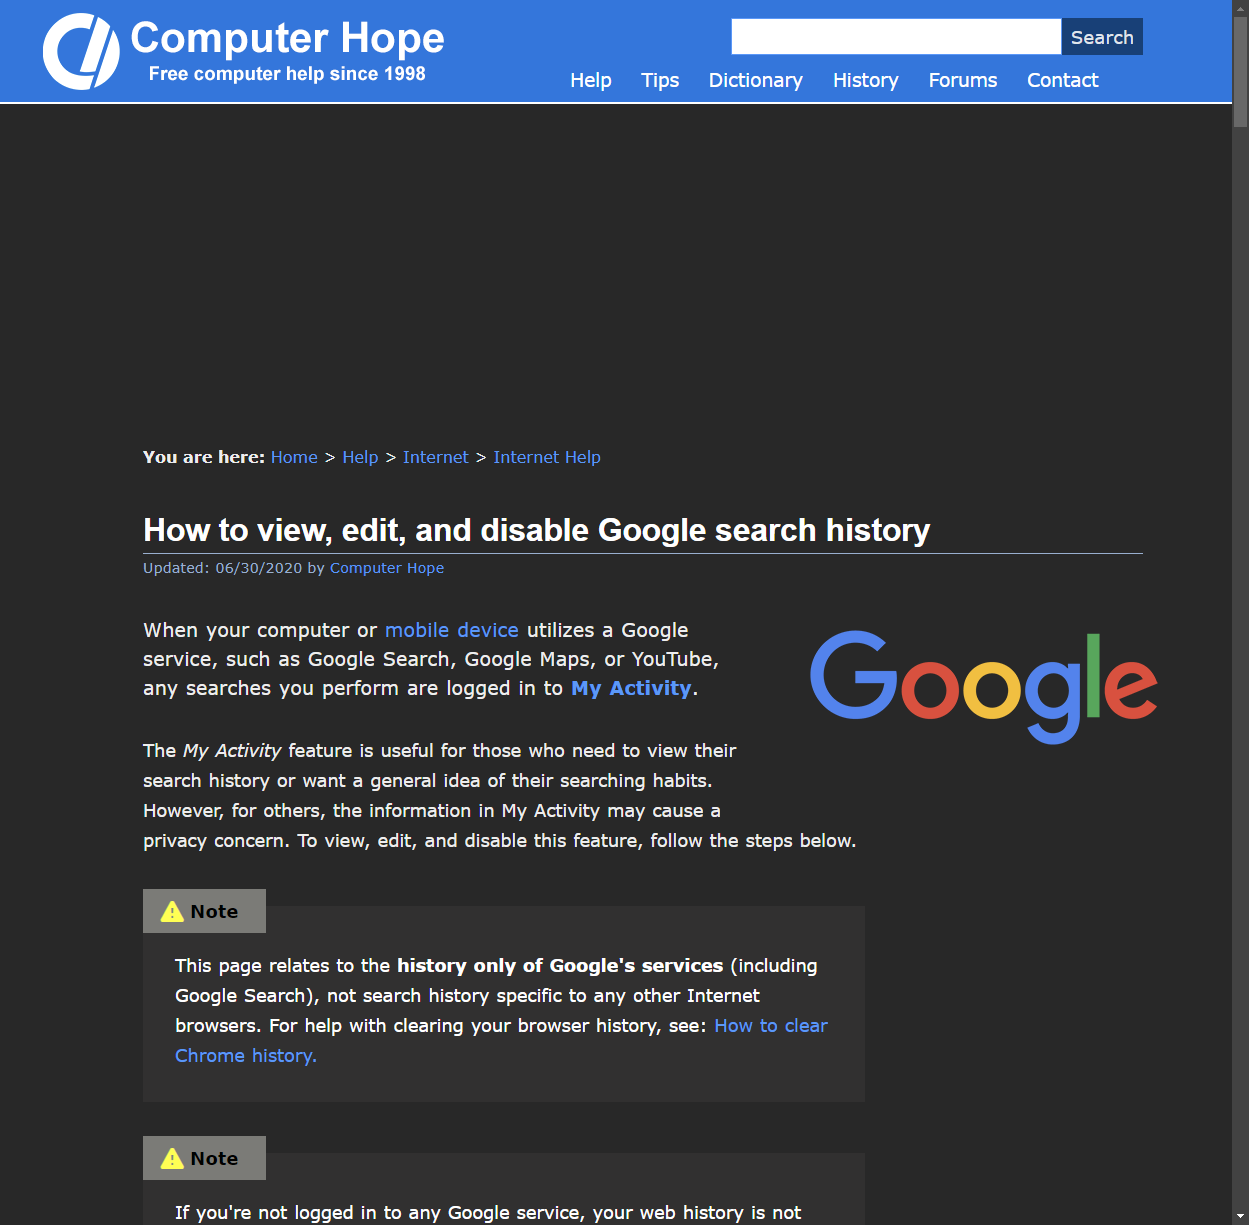 Computer Hope
Free computer help since 1998
Search
Help Tips Dictionary History Forums Contact
You are here: Home > Help > Internet > Internet Help
How to view, edit, and disable Google search history
Updated: 06/30/2020 by Computer Hope
When your computer or mobile device utilizes a Google
service, such as Google Search, Google Maps, or YouTube,
any searches you perform are logged in to My Activity.
Google
The My Activity feature is useful for those who need to view their
search history or want a general idea of their searching habits.
However, for others, the information in My Activity may cause a
privacy concern. To view, edit, and disable this feature, follow the steps below.
Note
This page relates to the history only of Google's services (including
Google Search), not search history specific to any other Internet
browsers. For help with clearing your browser history, see: How to clear
Chrome history.
Note
If you're not logged in to any Google service, your web history is not